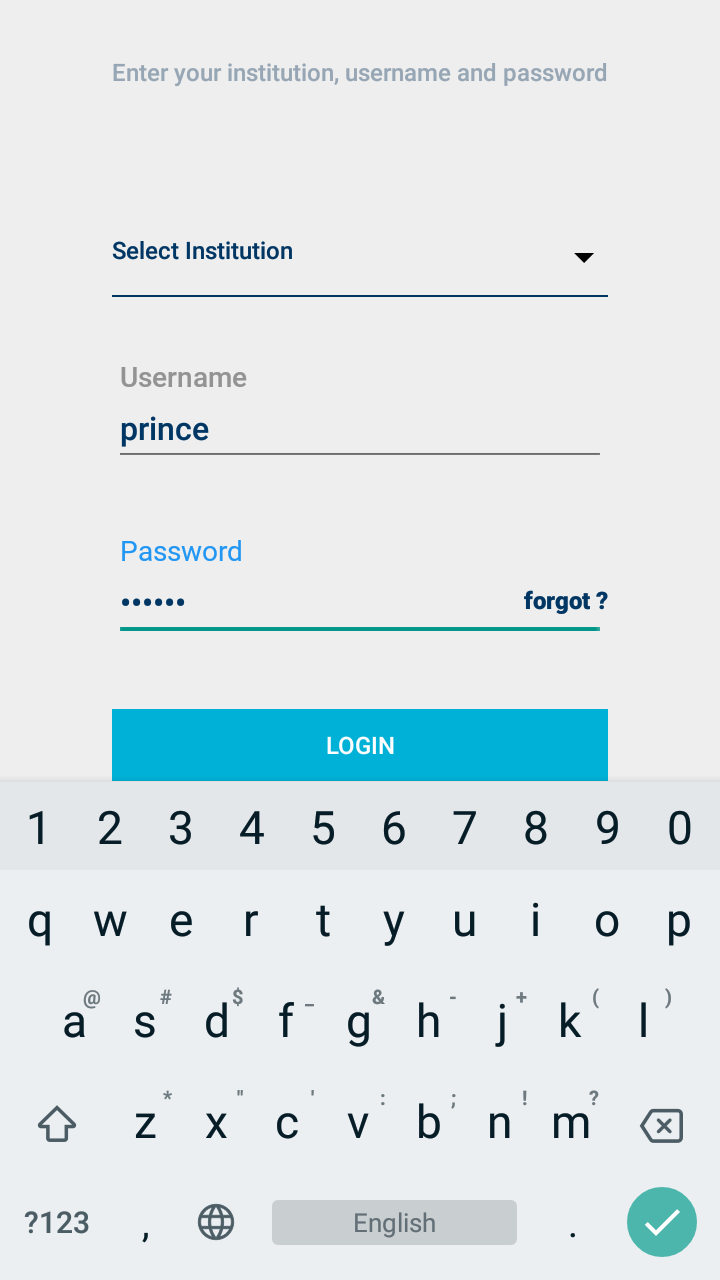 Enter your institution, username and password
Select Institution
Username
prince
Password
••••••
forgot ?
LOGIN
1 2 3 4 5 6 7 8 9 0
q w e r t y u i o p
@ # $ _ & - + ( )
a s d f g h j k l
* " ' : ; ! ?
z x c v b n m
?123 , English .